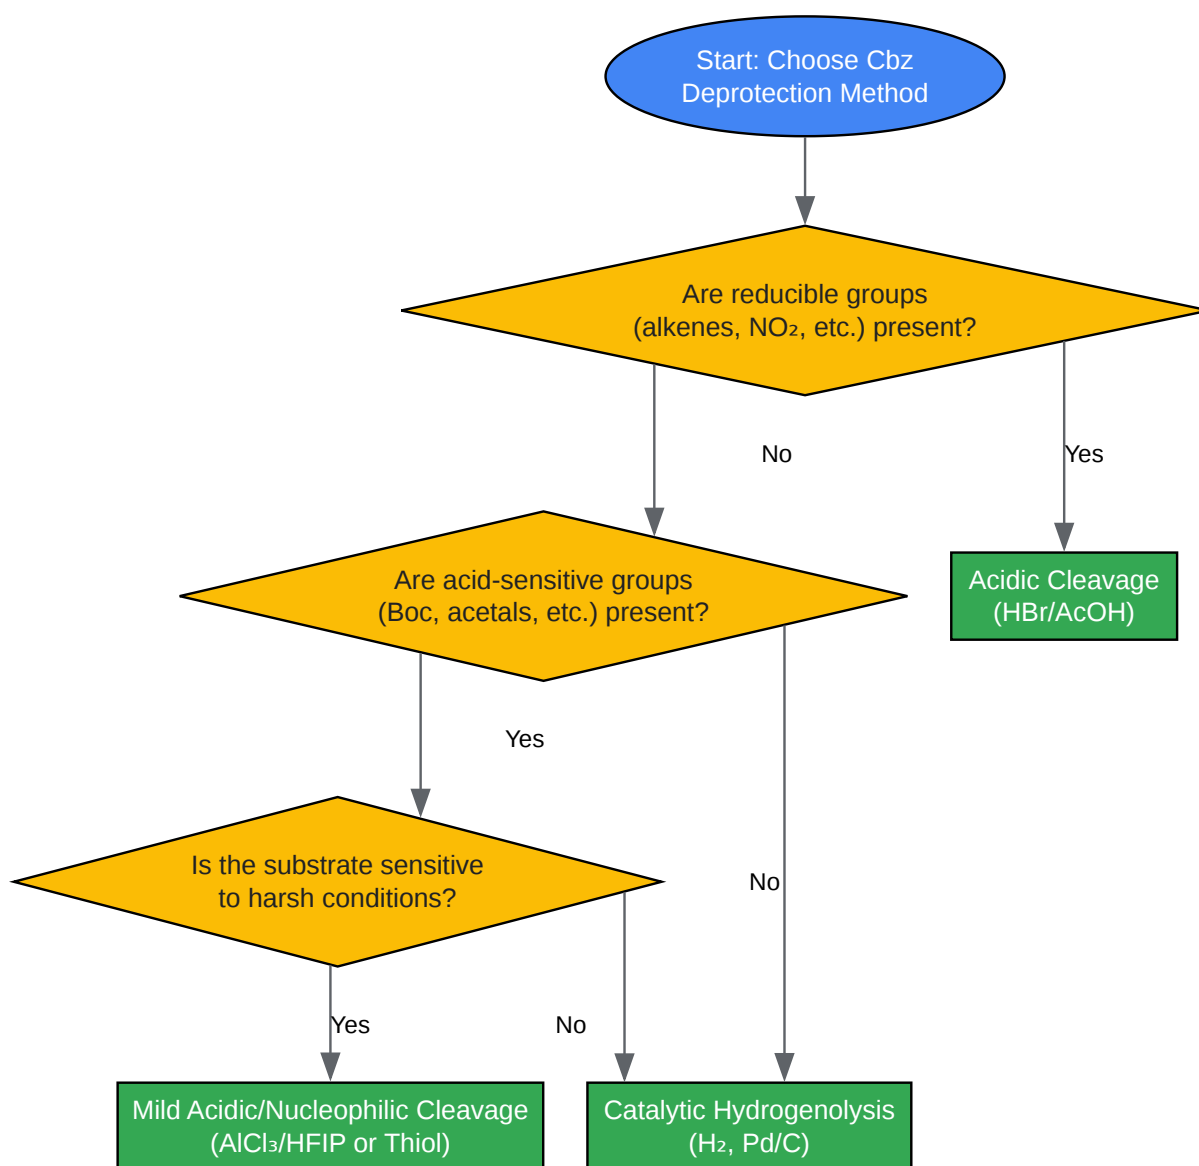 Start: Choose Cbz
Deprotection Method
Are reducible groups
(alkenes, NO₂, etc.) present?
No
Yes
Are acid-sensitive groups
(Boc, acetals, etc.) present?
Acidic Cleavage
(HBr/AcOH)
Yes
Is the substrate sensitive
to harsh conditions?
No
Yes
No
Mild Acidic/Nucleophilic Cleavage
(AlCl₃/HFIP or Thiol)
Catalytic Hydrogenolysis
(H₂, Pd/C)